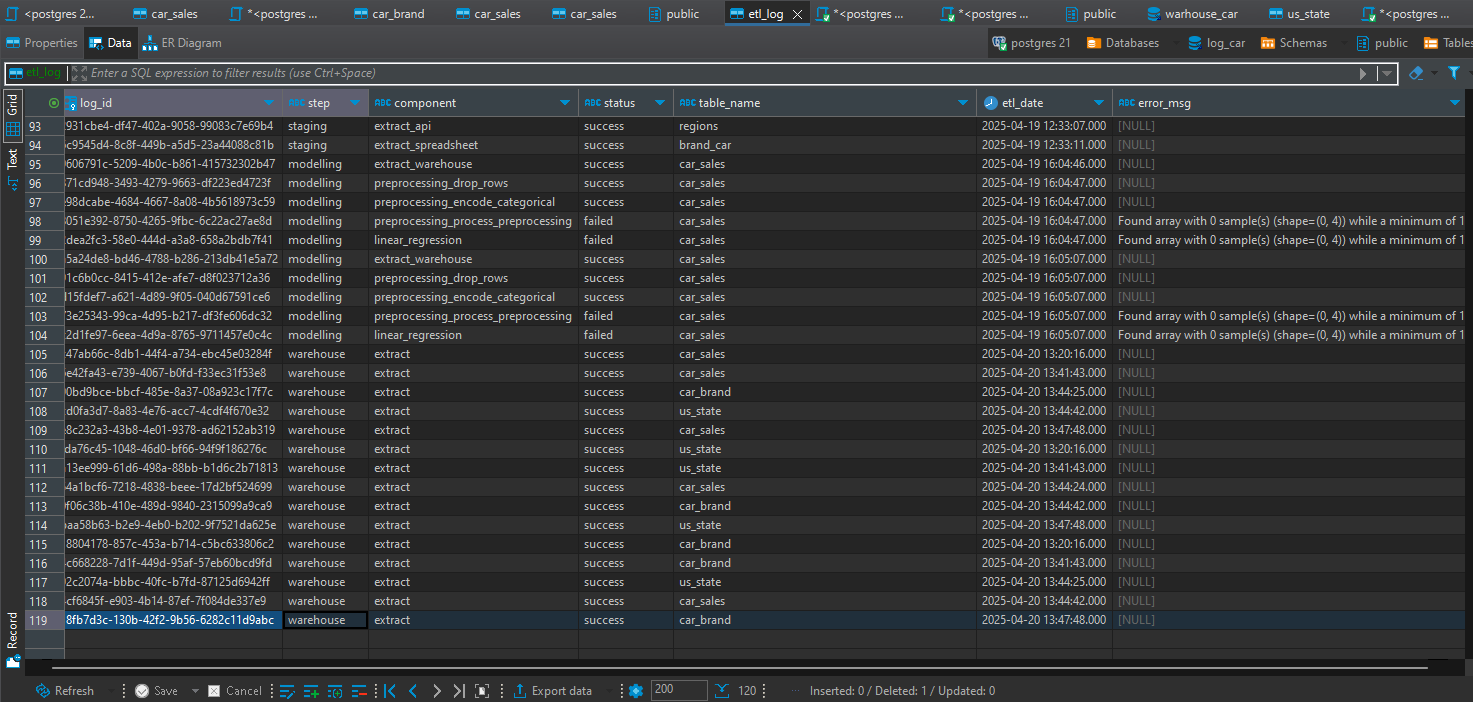 <postgres 2... car_sales *<postgres ... car_brand car_sales car_sales public etl_log *<postgres ... *<postgres ... public warhouse_car us_state *<postgres ...
Properties Data ER Diagram postgres 21 Databases log_car Schemas public Tables
etl_log Enter a SQL expression to filter results (use Ctrl+Space)
Grid
Text
Record
log_id ABC step ABC component ABC status ABC table_name etl_date ABC error_msg
93 931cbe4-df47-402a-9058-99083c7e69b4 staging extract_api success regions 2025-04-19 12:33:07.000 [NULL]
94 c9545d4-8c8f-449b-a5d5-23a44088c81b staging extract_spreadsheet success brand_car 2025-04-19 12:33:11.000 [NULL]
95 606791c-5209-4b0c-b861-415732302b47 modelling extract_warehouse success car_sales 2025-04-19 16:04:46.000 [NULL]
96 71cd948-3493-4279-9663-df223ed4723f modelling preprocessing_drop_rows success car_sales 2025-04-19 16:04:47.000 [NULL]
97 98dcabe-4684-4667-8a08-4b5618973c59 modelling preprocessing_encode_categorical success car_sales 2025-04-19 16:04:47.000 [NULL]
98 051e392-8750-4265-9fbc-6c22ac27ae8d modelling preprocessing_process_preprocessing failed car_sales 2025-04-19 16:04:47.000 Found array with 0 sample(s) (shape=(0, 4)) while a minimum of 1
99 dea2fc3-58e0-444d-a3a8-658a2bdb7f41 modelling linear_regression failed car_sales 2025-04-19 16:04:47.000 Found array with 0 sample(s) (shape=(0, 4)) while a minimum of 1
100 5a24de8-bd46-4788-b286-213db41e5a72 modelling extract_warehouse success car_sales 2025-04-19 16:05:07.000 [NULL]
101 1c6b0cc-8415-412e-afe7-d8f023712a36 modelling preprocessing_drop_rows success car_sales 2025-04-19 16:05:07.000 [NULL]
102 15fdef7-a621-4d89-9f05-040d67591ce6 modelling preprocessing_encode_categorical success car_sales 2025-04-19 16:05:07.000 [NULL]
103 3e25343-99ca-4d95-b217-df3fe606dc32 modelling preprocessing_process_preprocessing failed car_sales 2025-04-19 16:05:07.000 Found array with 0 sample(s) (shape=(0, 4)) while a minimum of 1
104 2d1fe97-6eea-4d9a-8765-9711457e0c4c modelling linear_regression failed car_sales 2025-04-19 16:05:07.000 Found array with 0 sample(s) (shape=(0, 4)) while a minimum of 1
105 47ab66c-8db1-44f4-a734-ebc45e03284f warehouse extract success car_sales 2025-04-20 13:20:16.000 [NULL]
106 e42fa43-e739-4067-b0fd-f33ec31f53e8 warehouse extract success car_sales 2025-04-20 13:41:43.000 [NULL]
107 0bd9bce-bbcf-485e-8a37-08a923c17f7c warehouse extract success car_brand 2025-04-20 13:44:25.000 [NULL]
108 d0fa3d7-8a83-4e76-acc7-4cdf4f670e32 warehouse extract success us_state 2025-04-20 13:44:42.000 [NULL]
109 8c232a3-43b8-4e01-9378-ad62152ab319 warehouse extract success car_sales 2025-04-20 13:47:48.000 [NULL]
110 da76c45-1048-46d0-bf66-94f9f186276c warehouse extract success us_state 2025-04-20 13:20:16.000 [NULL]
111 13ee999-61d6-498a-88bb-b1d6c2b71813 warehouse extract success us_state 2025-04-20 13:41:43.000 [NULL]
112 4a1bcf6-7218-4838-beee-17d2bf524699 warehouse extract success car_sales 2025-04-20 13:44:24.000 [NULL]
113 f06c38b-410e-489d-9840-2315099a9ca9 warehouse extract success car_brand 2025-04-20 13:44:42.000 [NULL]
114 aa58b63-b2e9-4eb0-b202-9f7521da625e warehouse extract success us_state 2025-04-20 13:47:48.000 [NULL]
115 8804178-857c-453a-b714-c5bc633806c2 warehouse extract success car_brand 2025-04-20 13:20:16.000 [NULL]
116 c668228-7d1f-449d-95af-57eb60bcd9fd warehouse extract success car_brand 2025-04-20 13:41:43.000 [NULL]
117 2c2074a-bbbc-40fc-b7fd-87125d6942ff warehouse extract success us_state 2025-04-20 13:44:25.000 [NULL]
118 cf6845f-e903-4b14-87ef-7f084de337e9 warehouse extract success car_sales 2025-04-20 13:44:42.000 [NULL]
119 8fb7d3c-130b-42f2-9b56-6282c11d9abc warehouse extract success car_brand 2025-04-20 13:47:48.000 [NULL]
Refresh Save Cancel Export data 200 120 Inserted: 0 / Deleted: 1 / Updated: 0